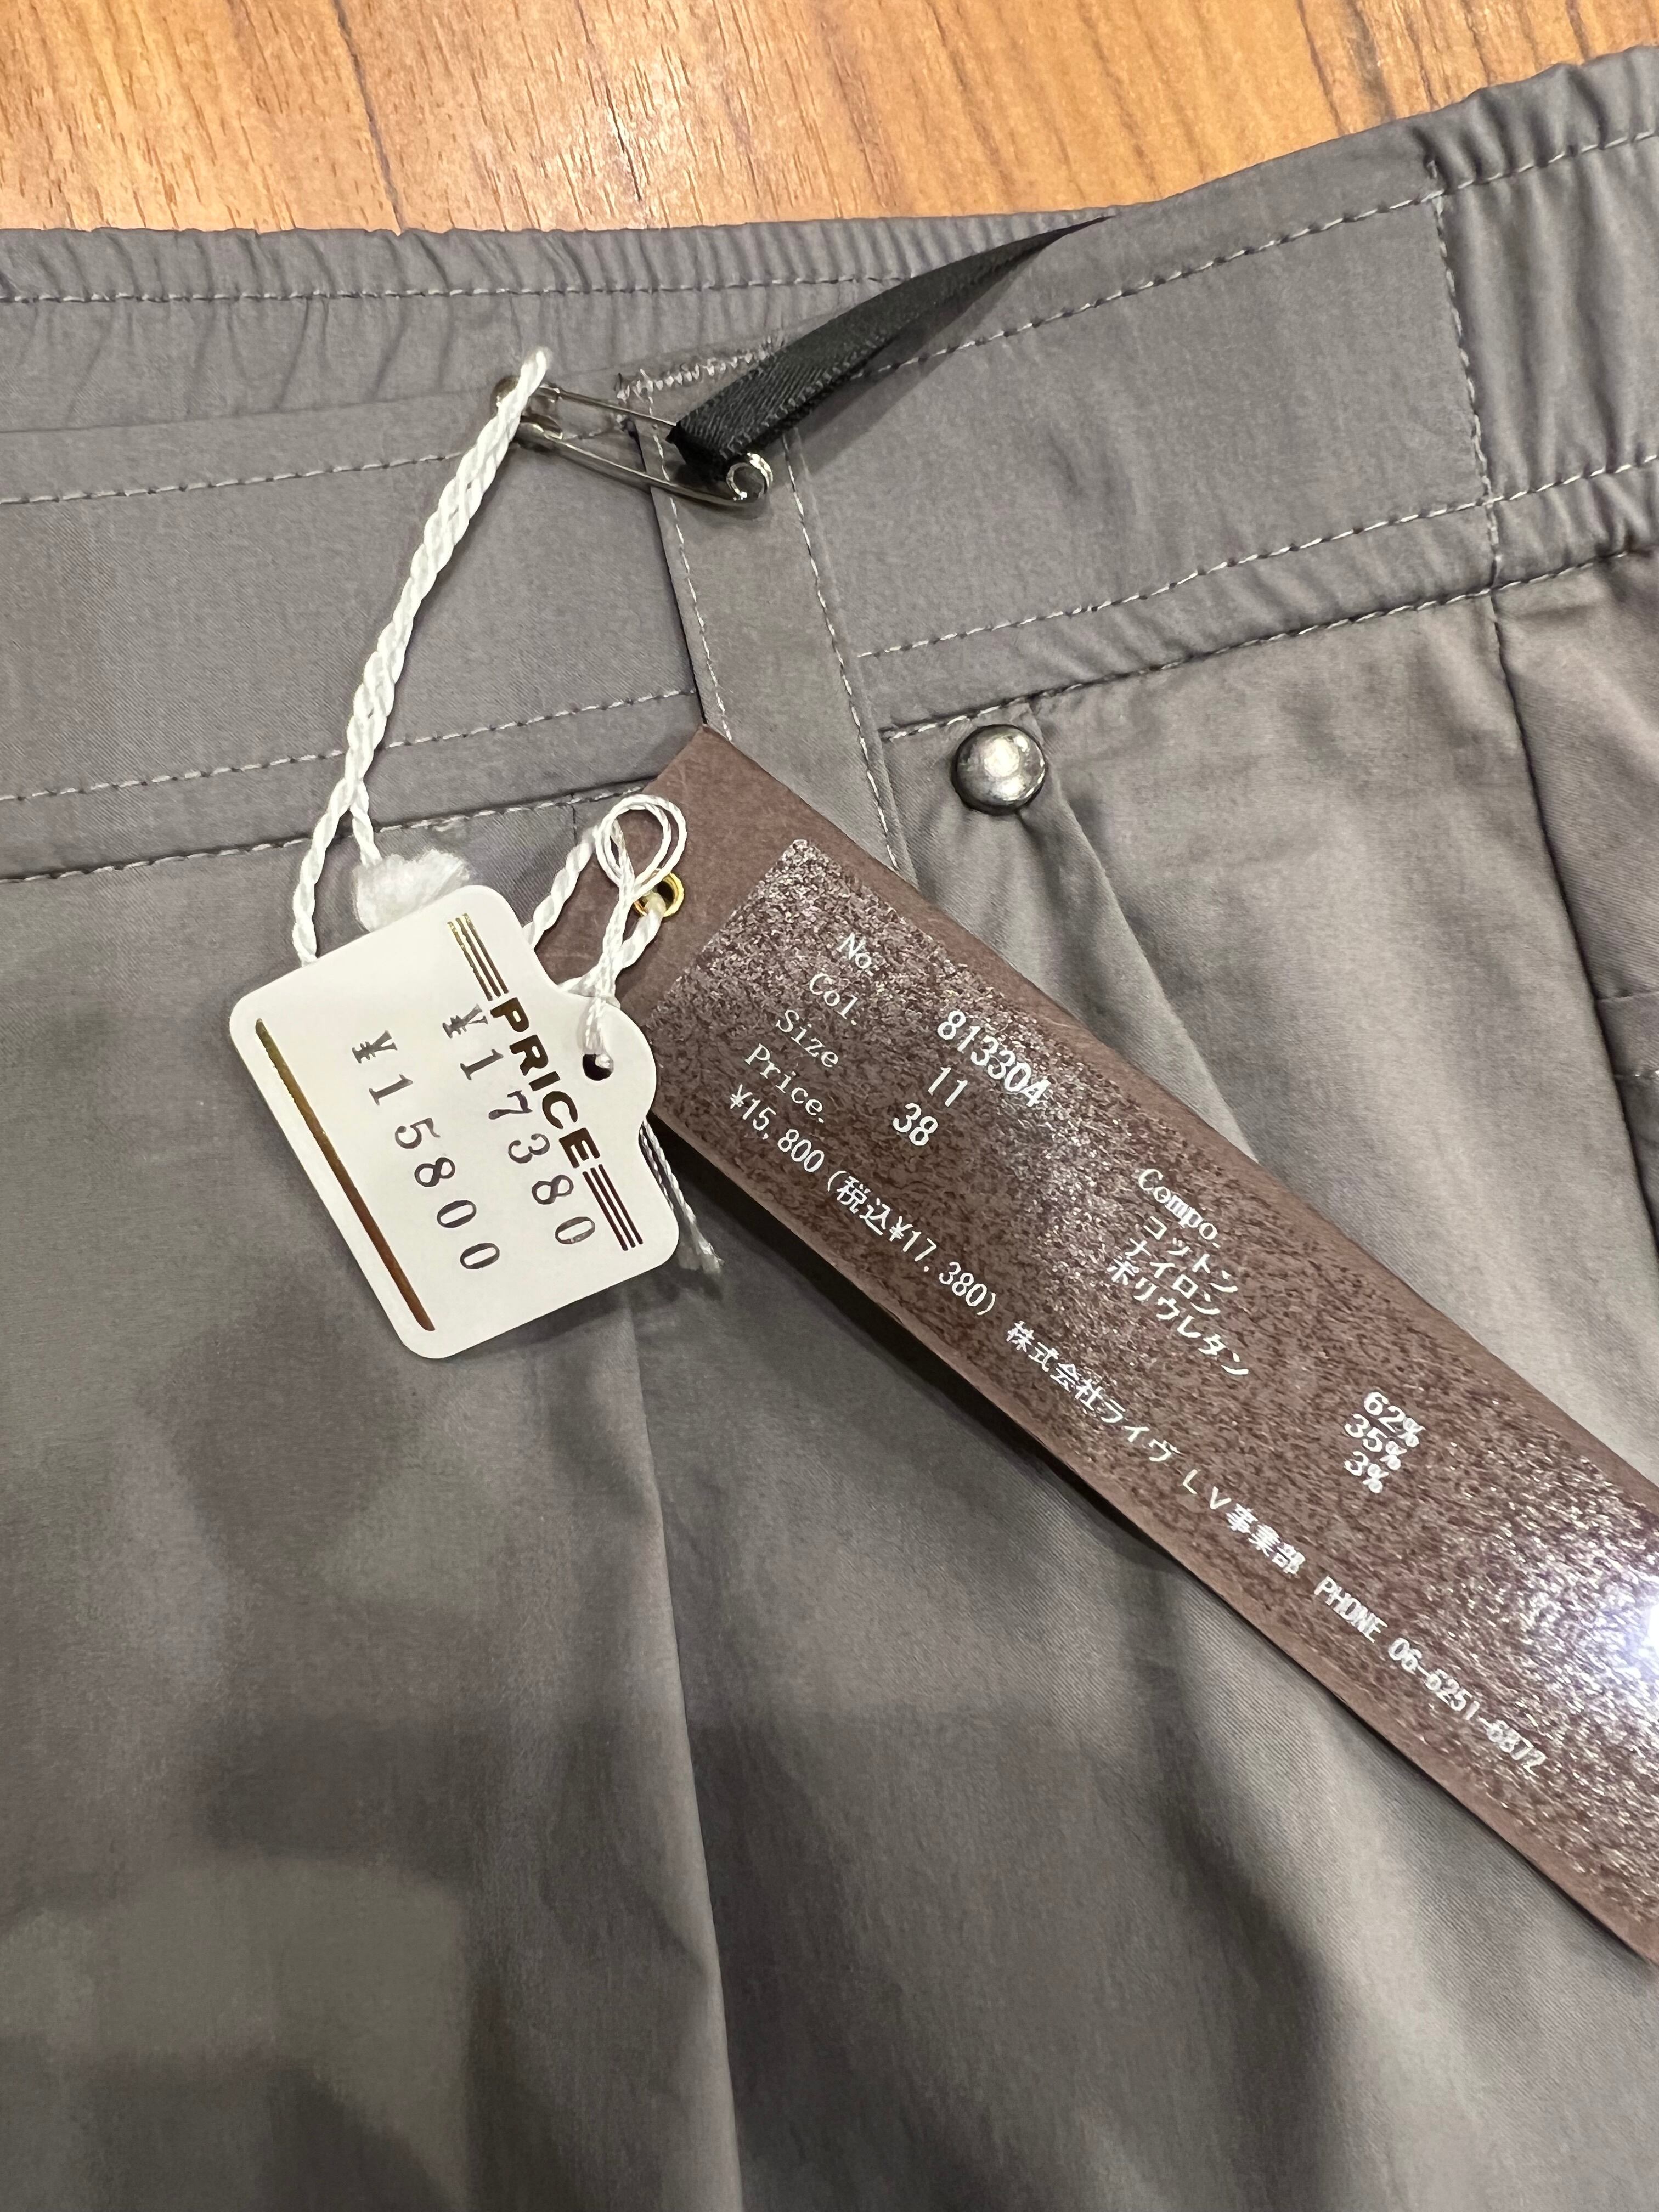 PRICE
¥17380
¥15800
No. 813304
Col. 11
Size 38
Price.
¥15,800(税込¥17,380)
Compo.
コットン 62%
ナイロン 35%
ポリウレタン 3%
株式会社ライヴ LV事業部 PHONE 06-6251-6872